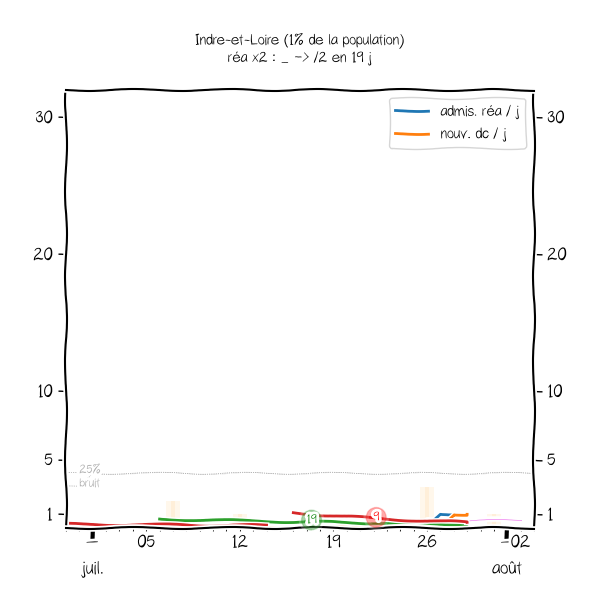 Indre-et-Loire (1% de la population)
réa x2 : _ -> /2 en 19 j
admis. réa / j
nouv. dc / j
30
30
20
20
10
10
5
5
25%
bruit
1
1
19
9
05
12
19
26
02
juil.
août